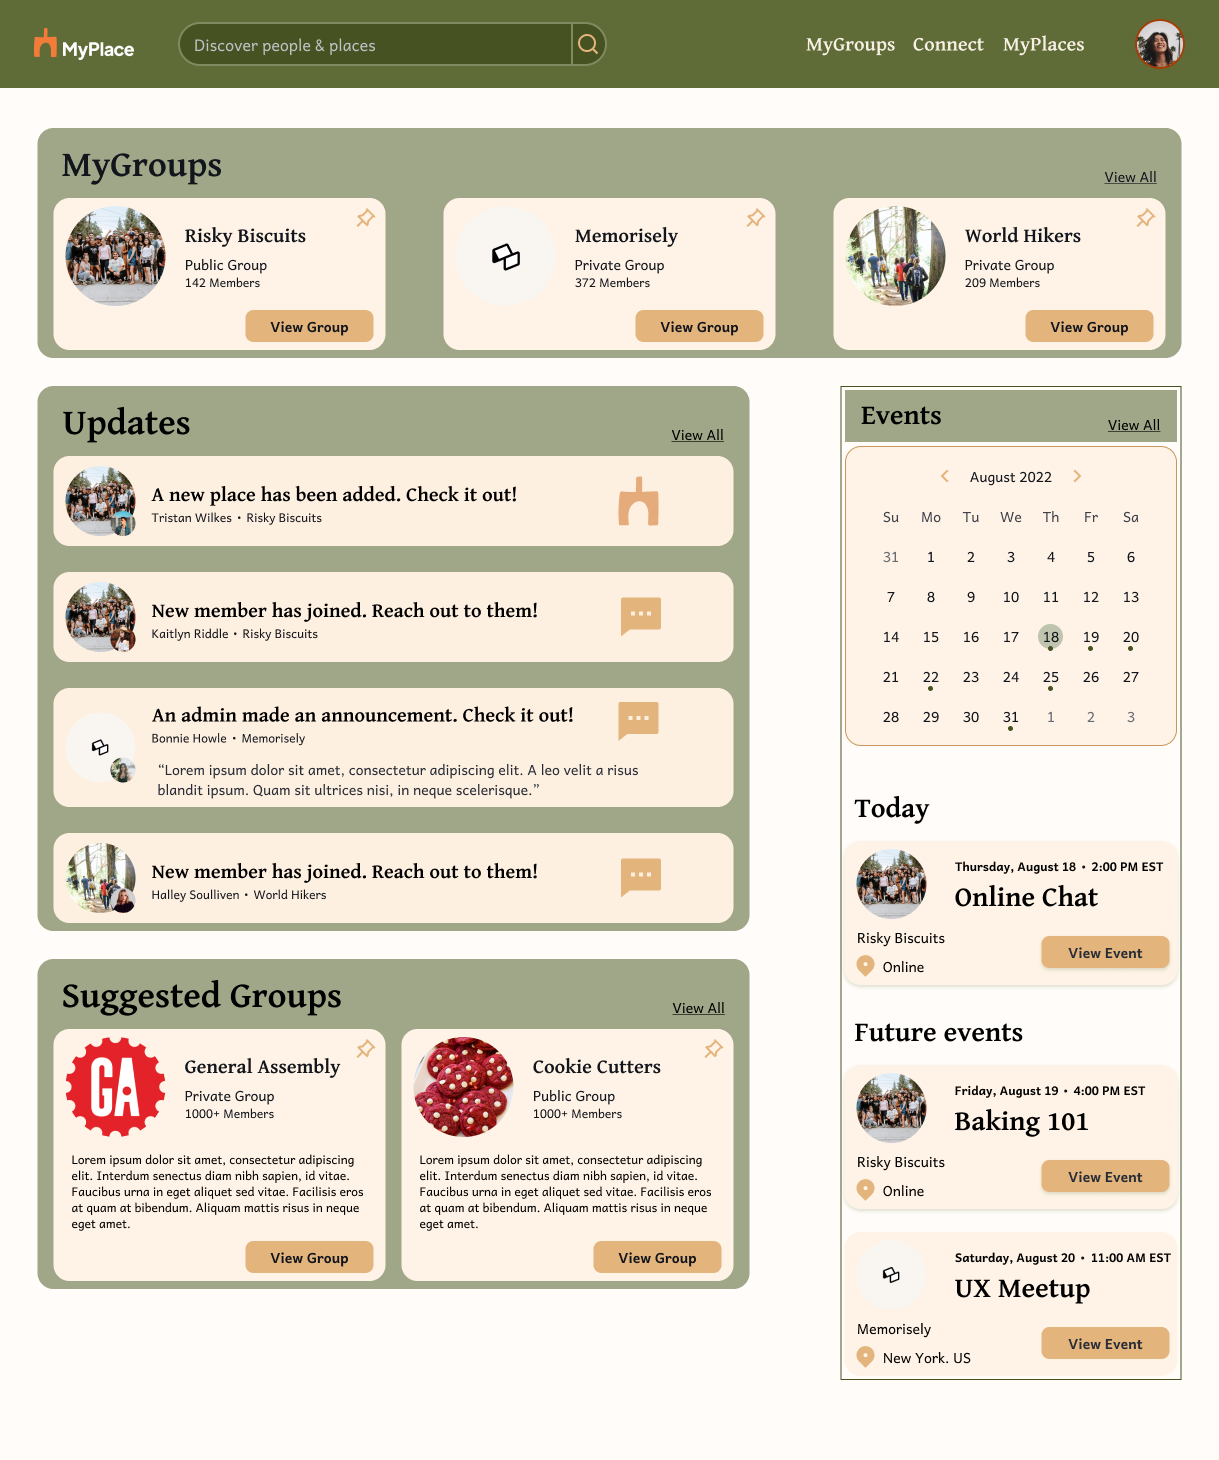 MyPlace
Discover people & places
MyGroups
Connect
MyPlaces
MyGroups
View All
Risky Biscuits
Public Group
142 Members
View Group
Memorisely
Private Group
372 Members
View Group
World Hikers
Private Group
209 Members
View Group
Updates
View All
A new place has been added. Check it out!
Tristan Wilkes • Risky Biscuits
New member has joined. Reach out to them!
Kaitlyn Riddle • Risky Biscuits
An admin made an announcement. Check it out!
Bonnie Howle • Memorisely
“Lorem ipsum dolor sit amet, consectetur adipiscing elit. A leo velit a risus
blandit ipsum. Quam sit ultrices nisi, in neque scelerisque.”
New member has joined. Reach out to them!
Halley Soulliven • World Hikers
Suggested Groups
View All
GA
General Assembly
Private Group
1000+ Members
Lorem ipsum dolor sit amet, consectetur adipiscing
elit. Interdum senectus diam nibh sapien, id vitae.
Faucibus urna in eget aliquet sed vitae. Facilisis eros
at quam at bibendum. Aliquam mattis risus in neque
eget amet.
View Group
Cookie Cutters
Public Group
1000+ Members
Lorem ipsum dolor sit amet, consectetur adipiscing
elit. Interdum senectus diam nibh sapien, id vitae.
Faucibus urna in eget aliquet sed vitae. Facilisis eros
at quam at bibendum. Aliquam mattis risus in neque
eget amet.
View Group
Events
View All
August 2022
Su Mo Tu We Th Fr Sa
31 1 2 3 4 5 6
7 8 9 10 11 12 13
14 15 16 17 18 19 20
21 22 23 24 25 26 27
28 29 30 31 1 2 3
Today
Thursday, August 18 • 2:00 PM EST
Online Chat
Risky Biscuits
Online
View Event
Future events
Friday, August 19 • 4:00 PM EST
Baking 101
Risky Biscuits
Online
View Event
Saturday, August 20 • 11:00 AM EST
UX Meetup
Memorisely
New York. US
View Event